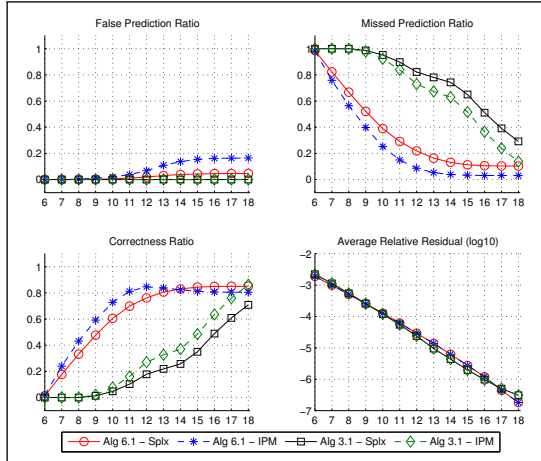 False Prediction Ratio
1
0.8
0.6
0.4
0.2
0
6 7 8 9 10 11 12 13 14 15 16 17 18
Missed Prediction Ratio
1
0.8
0.6
0.4
0.2
0
6 7 8 9 10 11 12 13 14 15 16 17 18
Correctness Ratio
1
0.8
0.6
0.4
0.2
0
6 7 8 9 10 11 12 13 14 15 16 17 18
Average Relative Residual (log10)
−2
−3
−4
−5
−6
−7
6 7 8 9 10 11 12 13 14 15 16 17 18
Alg 6.1 − Splx Alg 6.1 − IPM Alg 3.1 − Splx Alg 3.1 − IPM